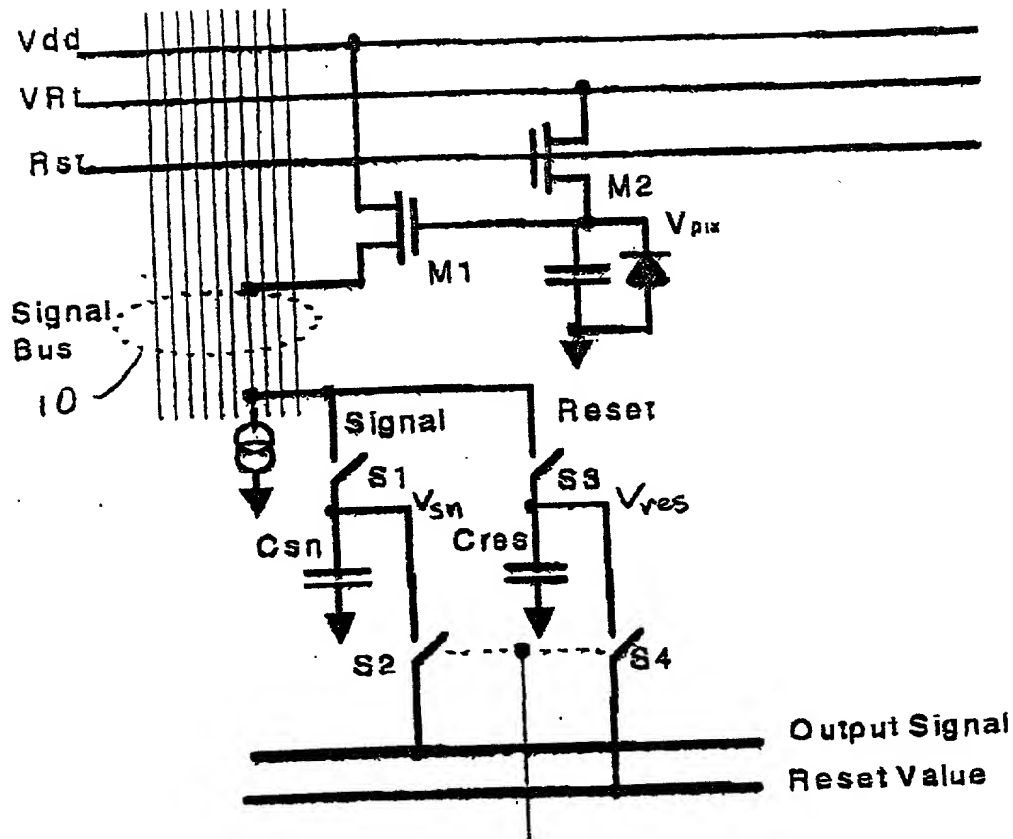 Vdd
VRt
Rst
M2
Vpix
M1
Signal
Bus
10
Signal
Reset
S1
S3
Vsn
Vres
Csn
Cres
S2
S4
Output Signal
Reset Value